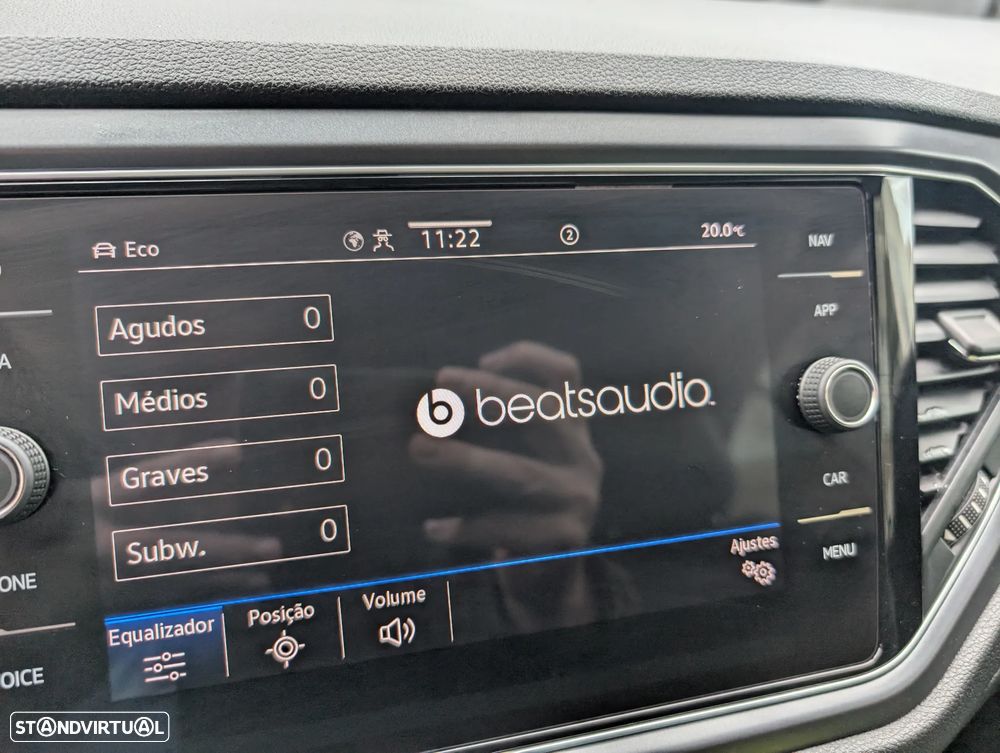 Eco
11:22
2
20.0°C
NAV
Agudos 0
APP
A
Médios 0
b beatsaudio™
Graves 0
CAR
Subw. 0
MENU
Ajustes
ONE
Equalizador
Posição
Volume
OICE
STANDVIRTUAL